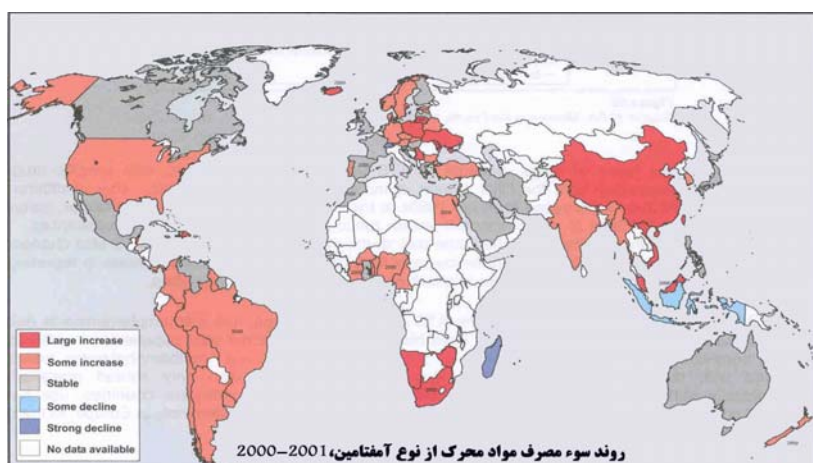 Large increase
Some increase
Stable
Some decline
Strong decline
No data available
روند سوء مصرف مواد محرک از نوع آمفتامین،2001-2000